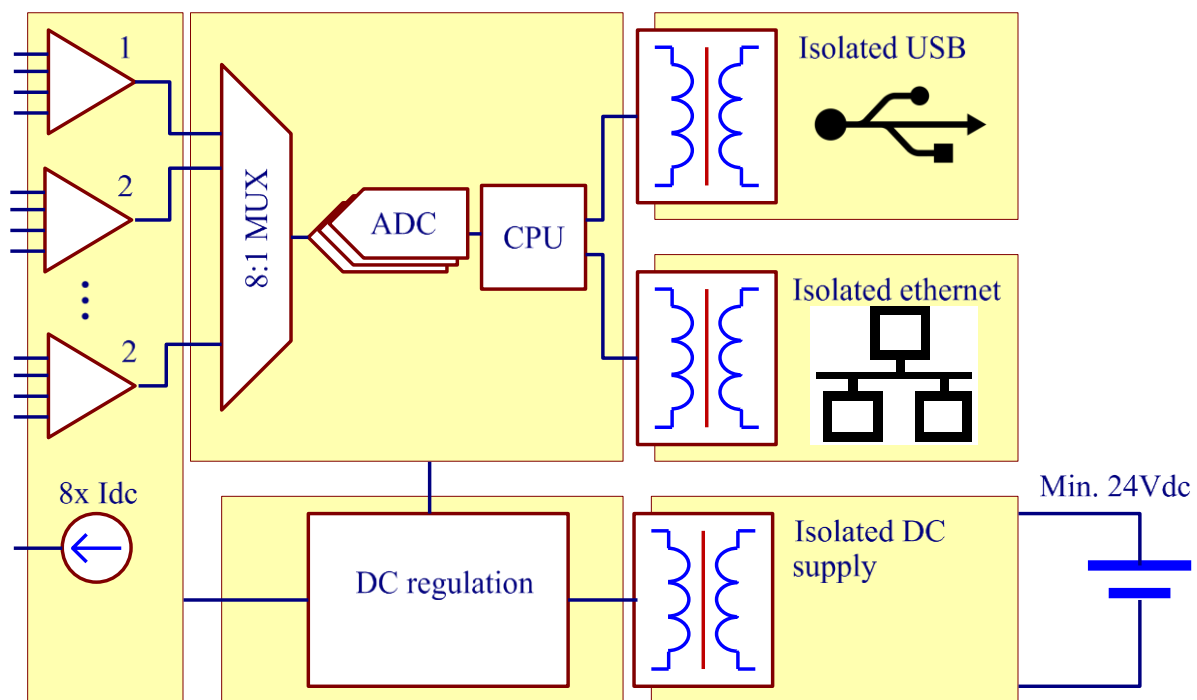 1
Isolated USB
2
8:1 MUX
ADC
CPU
Isolated ethernet
2
8x Idc
Min. 24Vdc
Isolated DC
supply
DC regulation